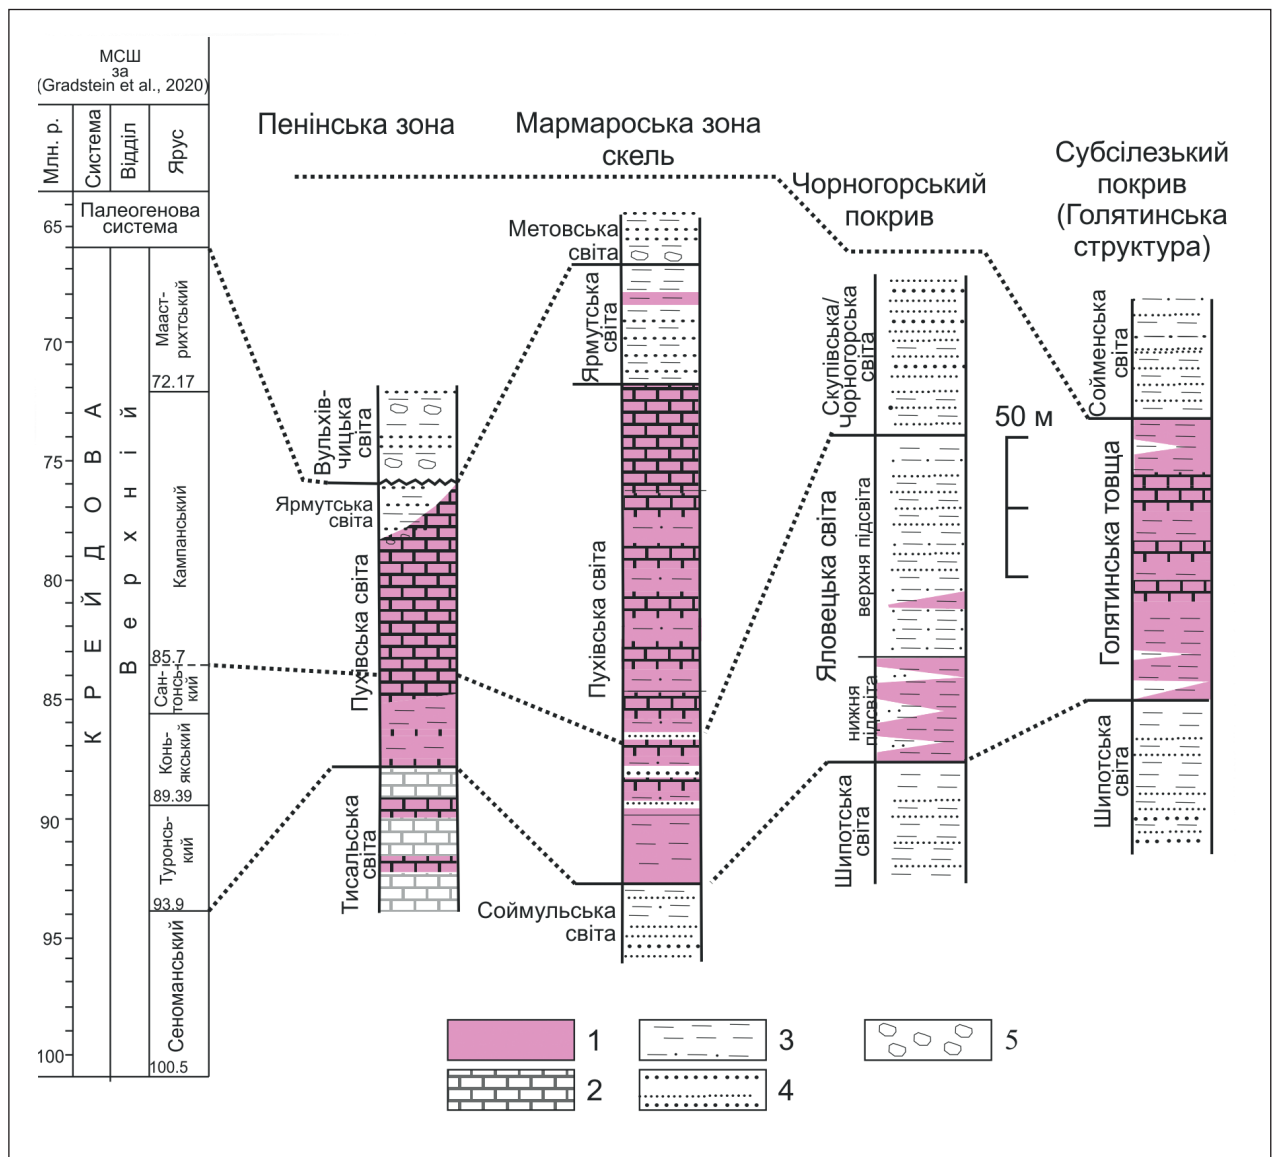 МСШ
за
(Gradstein et al., 2020)
Млн. р.
Система
Відділ
Ярус
Палеогенова
система
65
70
75
80
85
90
95
100
КРЕЙДОВА
Верхній
Мааст-
рихтський
72.17
Кампанський
85.7
Сан-
тонсь-
кий
Конь-
якський
89.39
Туронсь-
кий
93.9
Сеноманський
100.5
Пенінська зона
Вульхів-
чицька
світа
Ярмутська
світа
Пухівська світа
Тисальська
світа
Мармароська зона
скель
Метовська
світа
Ярмутська
світа
Пухівська світа
Соймульська
світа
Чорногорський
покрив
Скупівська/
Чорногорська
світа
Яловецька світа
верхня підсвіта
нижня
підсвіта
Шипотська
світа
50 м
Субсілезький
покрив
(Голятинська
структура)
Сойменська
світа
Голятинська товща
Шипотська
світа
1
2
3
4
5